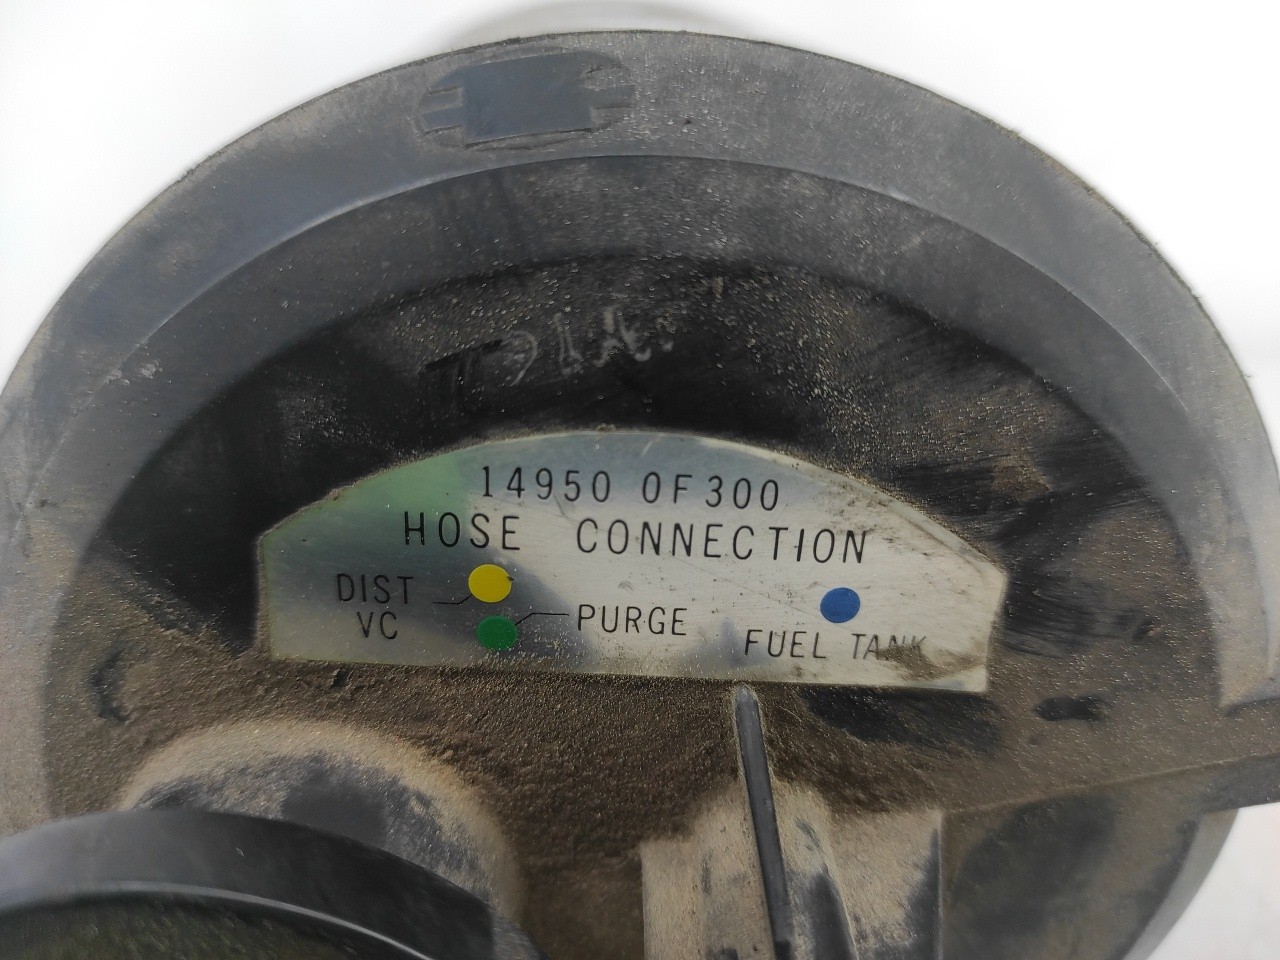 14950 0F300
HOSE CONNECTION
DIST
VC
PURGE
FUEL TANK